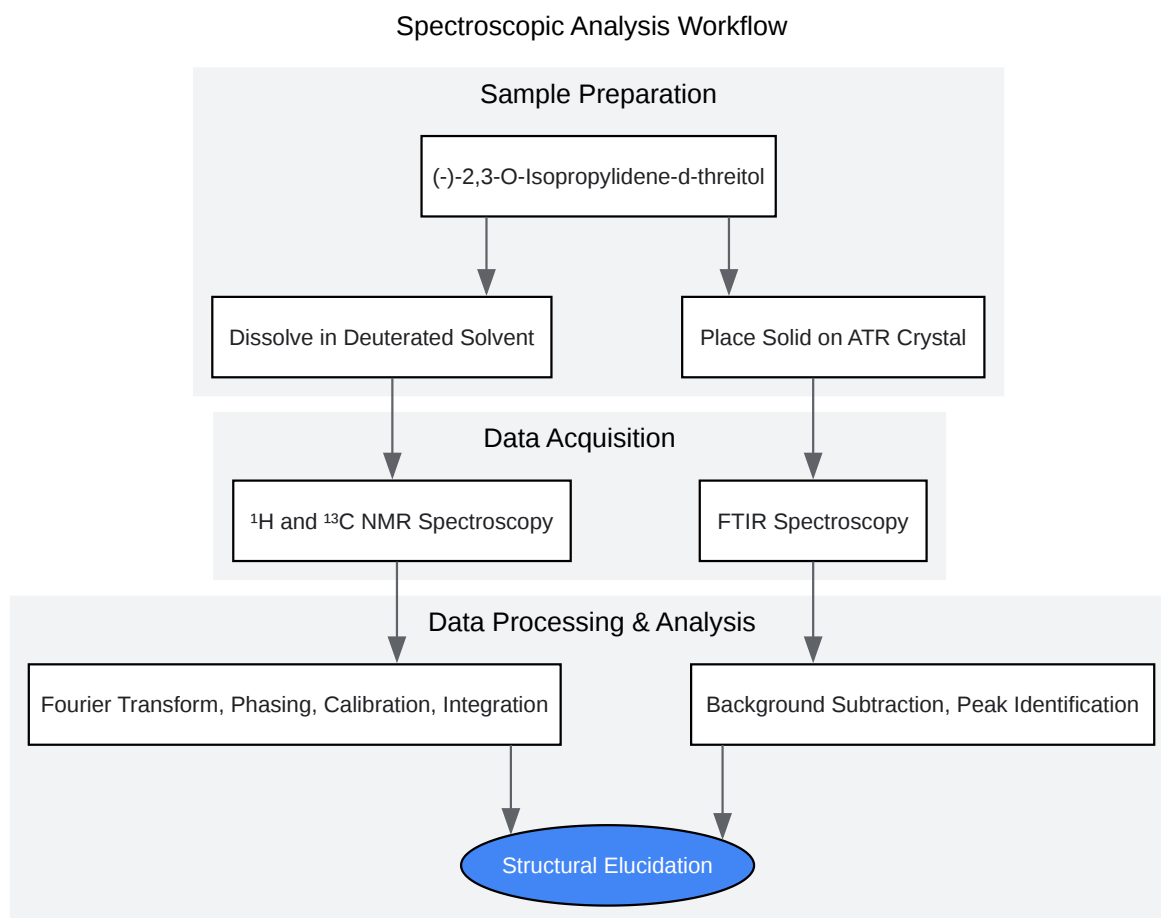 Spectroscopic Analysis Workflow
Sample Preparation
(-)-2,3-O-Isopropylidene-d-threitol
Dissolve in Deuterated Solvent
Place Solid on ATR Crystal
Data Acquisition
¹H and ¹³C NMR Spectroscopy
FTIR Spectroscopy
Data Processing & Analysis
Fourier Transform, Phasing, Calibration, Integration
Background Subtraction, Peak Identification
Structural Elucidation